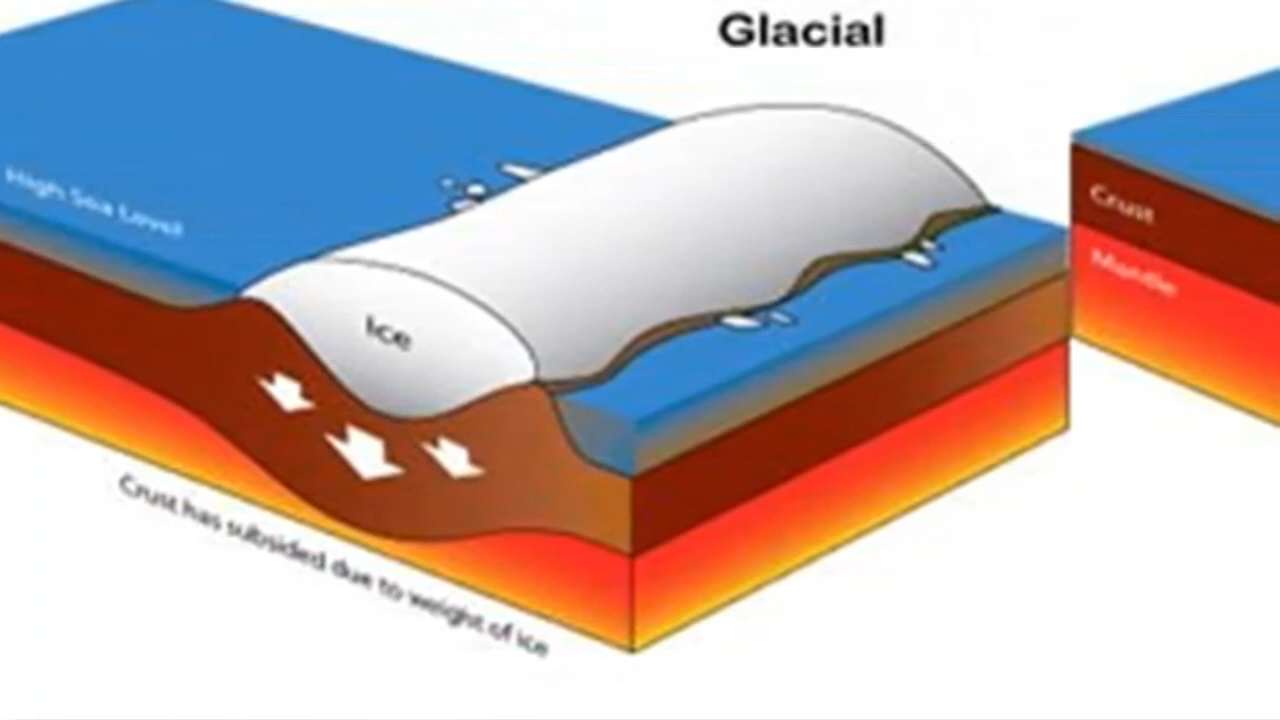 Glacial
High Sea Level
Ice
Crust has subsided due to weight of ice
Crust
Mantle